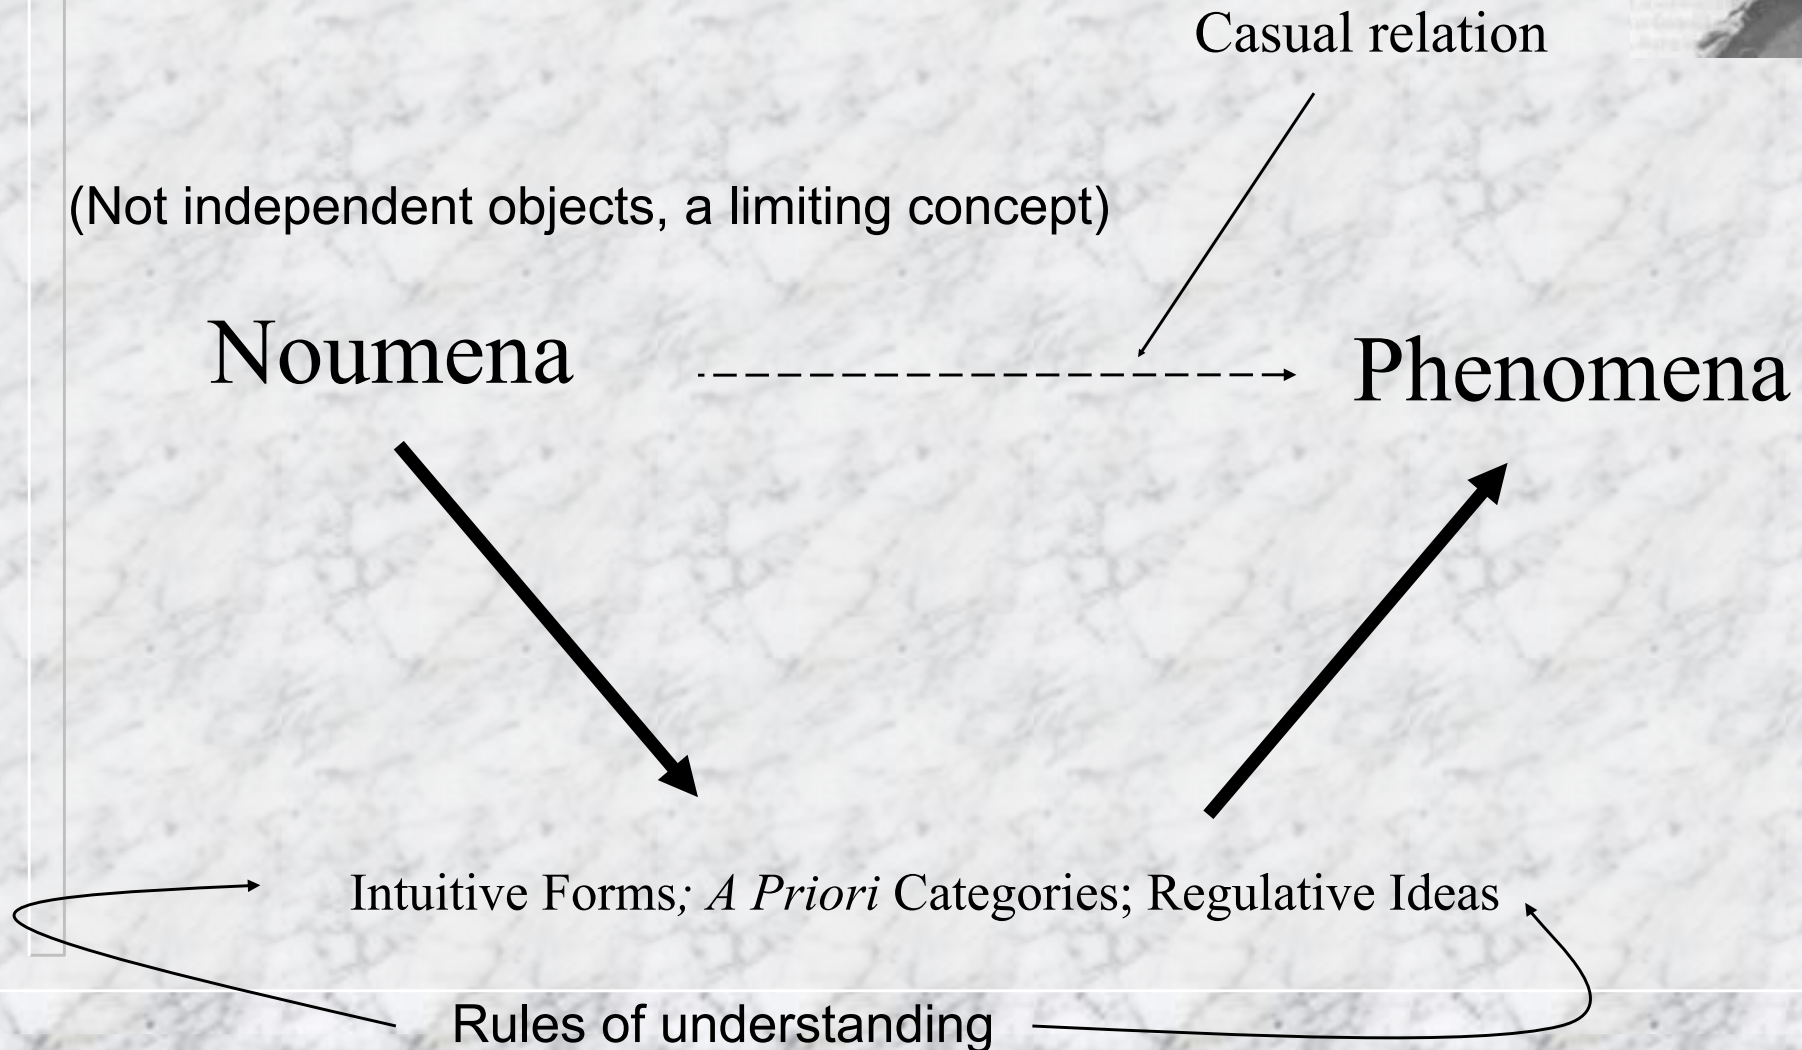 Casual relation
(Not independent objects, a limiting concept)
Noumena
Phenomena
Intuitive Forms; A Priori Categories; Regulative Ideas
Rules of understanding